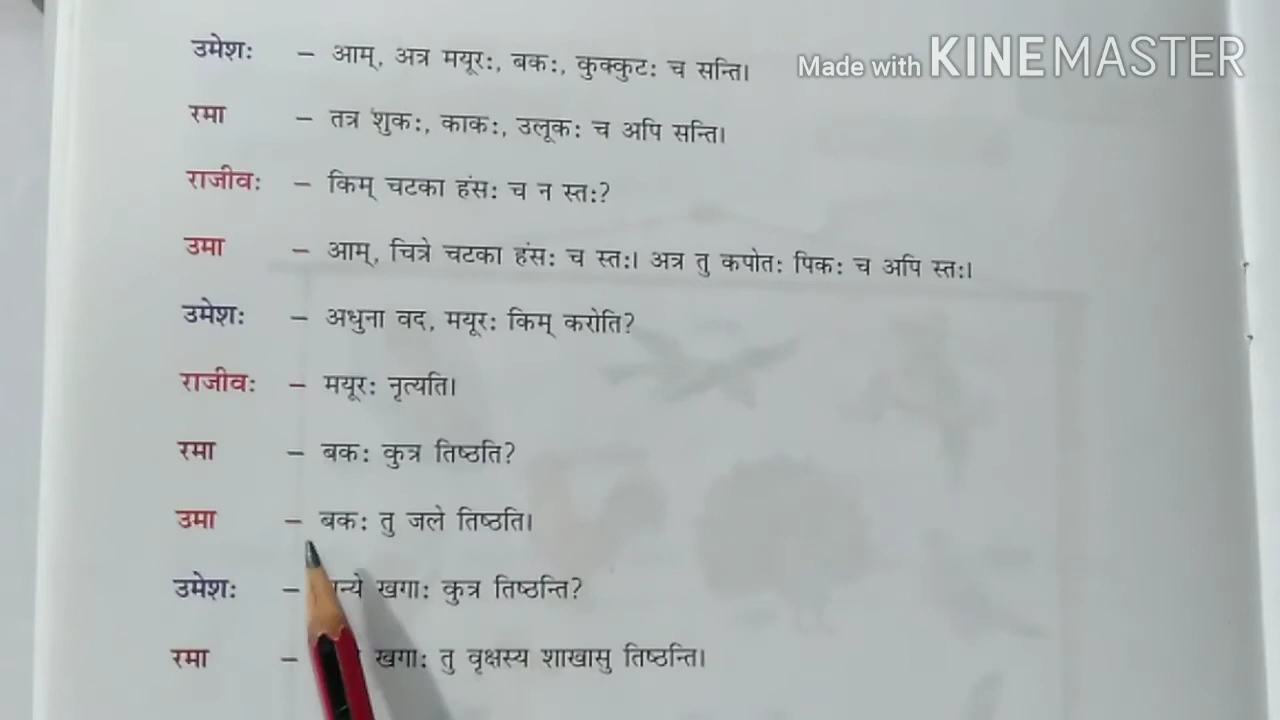 Made with KINEMASTER
उमेशः – आम्, अत्र मयूरः, बकः, कुक्कुटः च सन्ति।
रमा – तत्र शुकः, काकः, उलूकः च अपि सन्ति।
राजीवः – किम् चटका हंसः च न स्तः?
उमा – आम्, चित्रे चटका हंसः च स्तः। अत्र तु कपोतः पिकः च अपि स्तः।
उमेशः – अधुना वद, मयूरः किम् करोति?
राजीवः – मयूरः नृत्यति।
रमा – बकः कुत्र तिष्ठति?
उमा – बकः तु जले तिष्ठति।
उमेशः – खगाः कुत्र तिष्ठन्ति?
रमा – खगाः तु वृक्षस्य शाखासु तिष्ठन्ति।